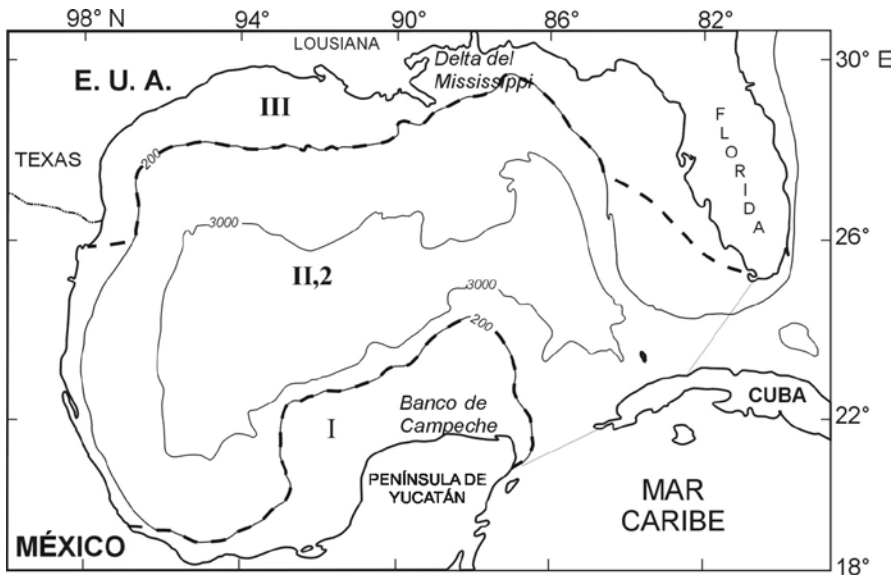 98° N 94° 90° 86° 82°
LOUSIANA
30° E
Delta del
Mississippi
E. U. A.
III
FLORIDA
TEXAS
200
3000
26°
II,2
3000
200
Banco de
Campeche
I
CUBA
22°
PENÍNSULA DE
YUCATÁN
MAR
CARIBE
MÉXICO
18°